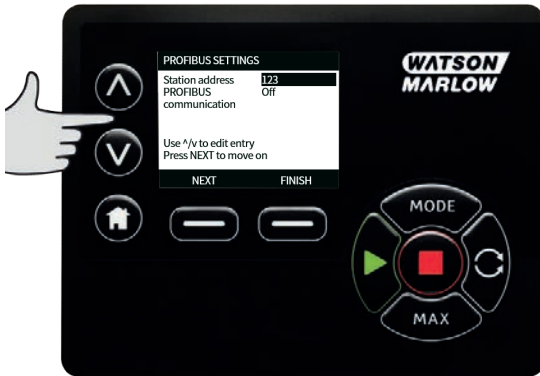 PROFIBUS SETTINGS
Station address 123
PROFIBUS Off
communication
Use ^/v to edit entry
Press NEXT to move on
NEXT FINISH
WATSON
MARLOW
MODE
MAX